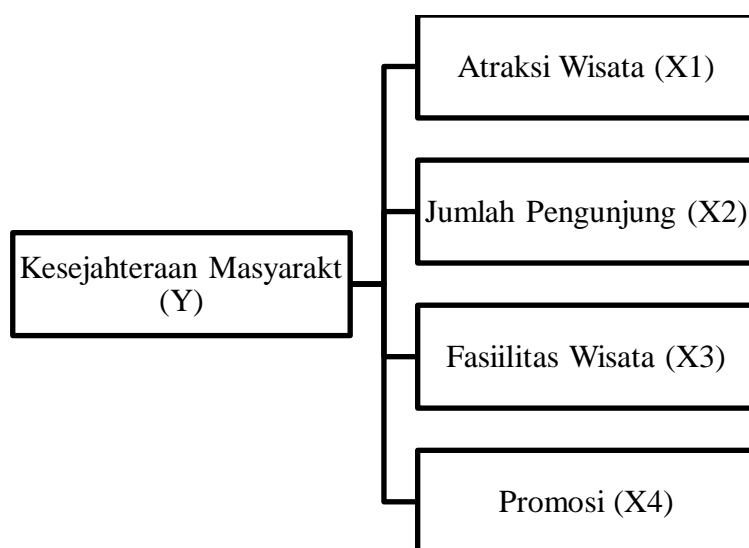 Atraksi Wisata (X1)
Jumlah Pengunjung (X2)
Kesejahteraan Masyarakt
(Y)
Fasiilitas Wisata (X3)
Promosi (X4)